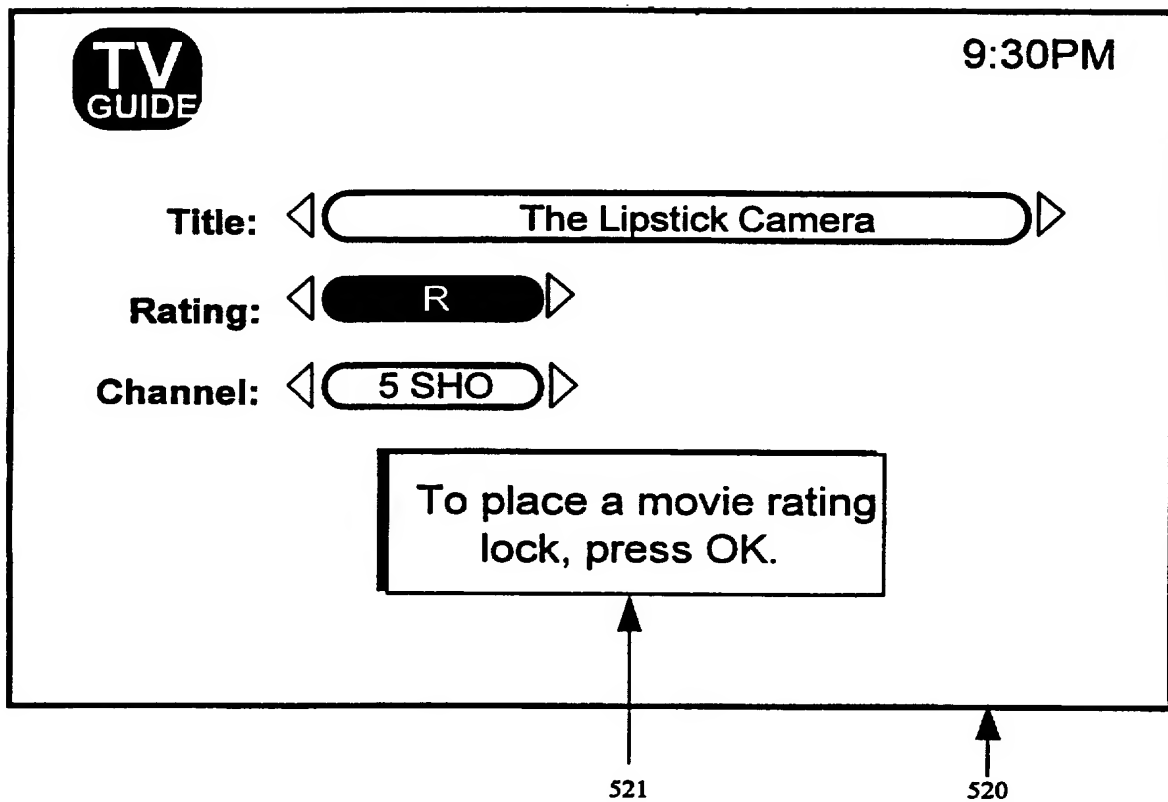 TV
GUIDE
9:30PM
Title: The Lipstick Camera
Rating: R
Channel: 5 SHO
To place a movie rating
lock, press OK.
521 520